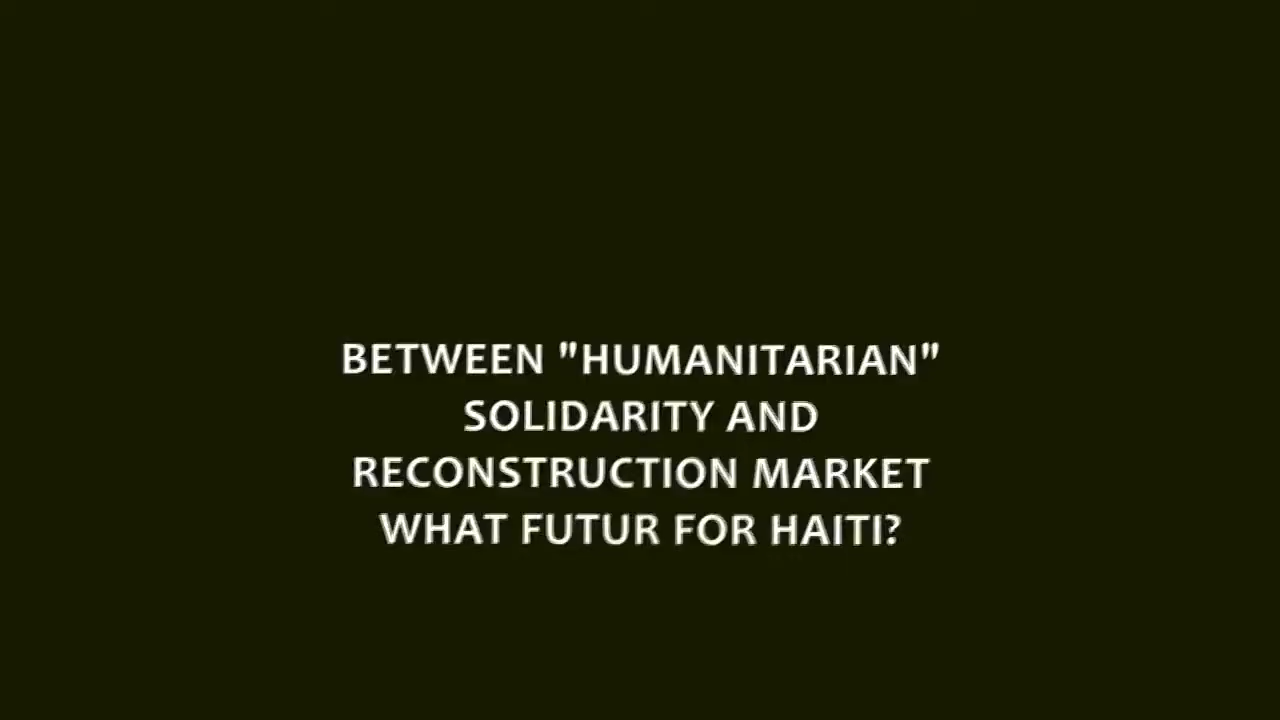 BETWEEN "HUMANITARIAN"
SOLIDARITY AND
RECONSTRUCTION MARKET
WHAT FUTUR FOR HAITI?